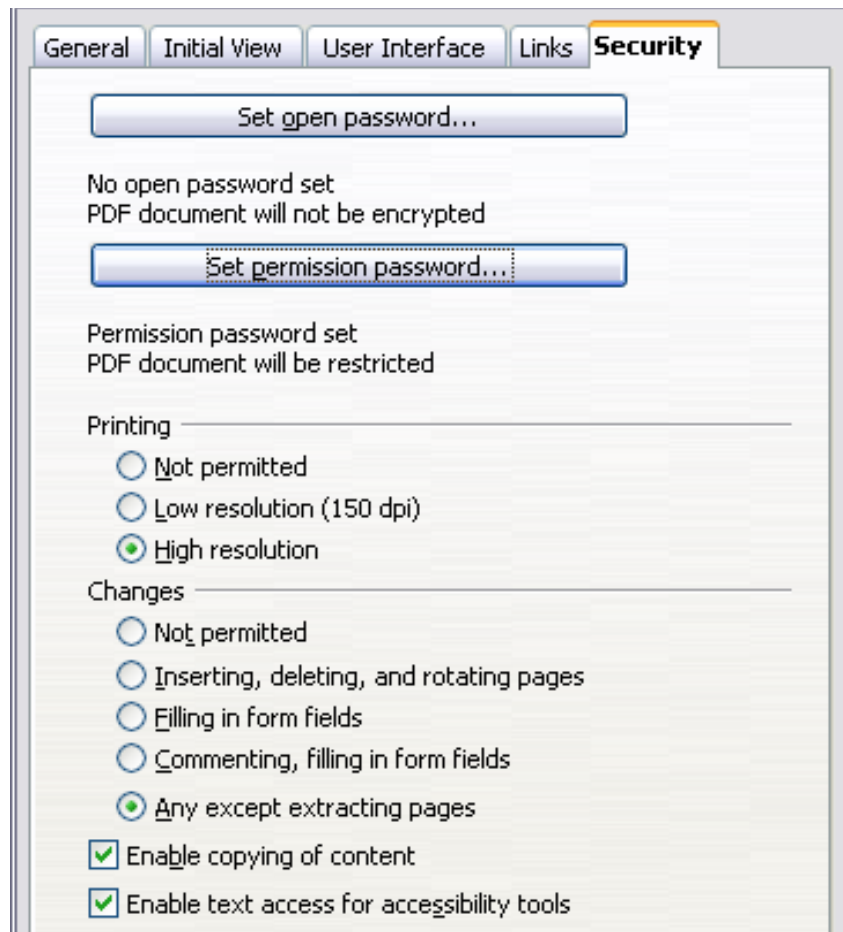 General Initial View User Interface Links Security
Set open password...
No open password set
PDF document will not be encrypted
Set permission password...
Permission password set
PDF document will be restricted
Printing
Not permitted
Low resolution (150 dpi)
High resolution
Changes
Not permitted
Inserting, deleting, and rotating pages
Filling in form fields
Commenting, filling in form fields
Any except extracting pages
Enable copying of content
Enable text access for accessibility tools